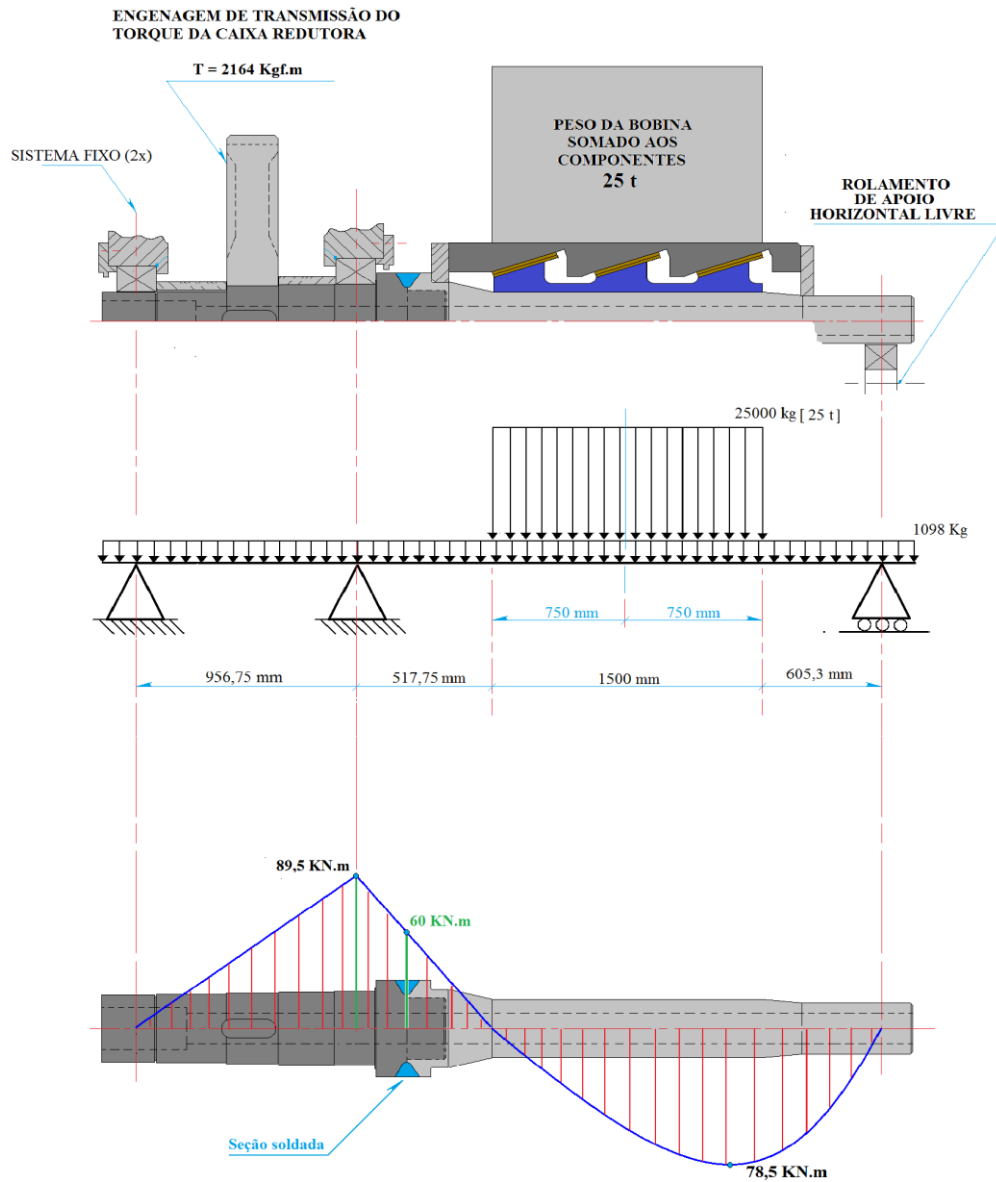 ENGENAGEM DE TRANSMISSÃO DO
TORQUE DA CAIXA REDUTORA
T = 2164 Kgf.m
SISTEMA FIXO (2x)
PESO DA BOBINA
SOMADO AOS
COMPONENTES
25 t
ROLAMENTO
DE APOIO
HORIZONTAL LIVRE
25000 kg [ 25 t ]
1098 Kg
750 mm
750 mm
956,75 mm
517,75 mm
1500 mm
605,3 mm
89,5 KN.m
60 KN.m
Seção soldada
78,5 KN.m